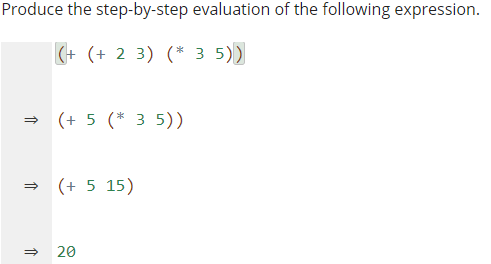 Produce the step-by-step evaluation of the following expression.
(+ (+ 2 3) (* 3 5))
⇒ (+ 5 (* 3 5))
⇒ (+ 5 15)
⇒ 20